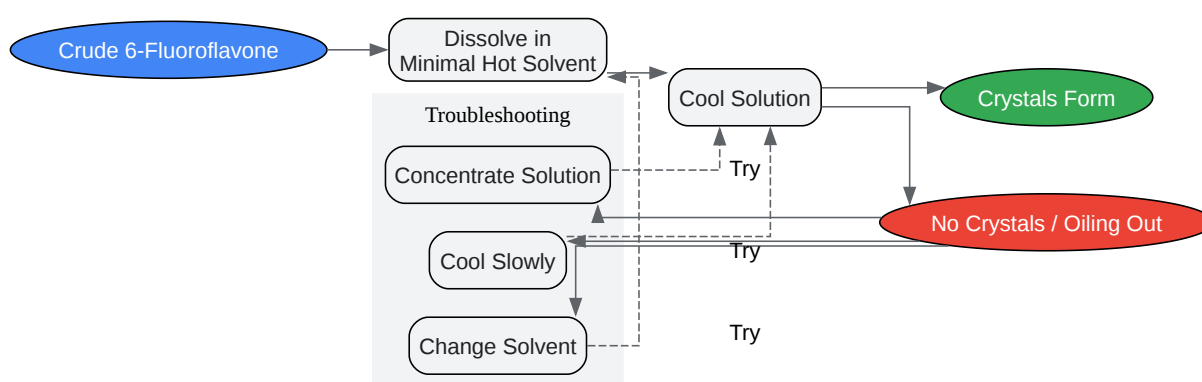 Crude 6-Fluoroflavone
Dissolve in
Minimal Hot Solvent
Cool Solution
Crystals Form
Troubleshooting
Concentrate Solution
Try
No Crystals / Oiling Out
Cool Slowly
Try
Change Solvent
Try